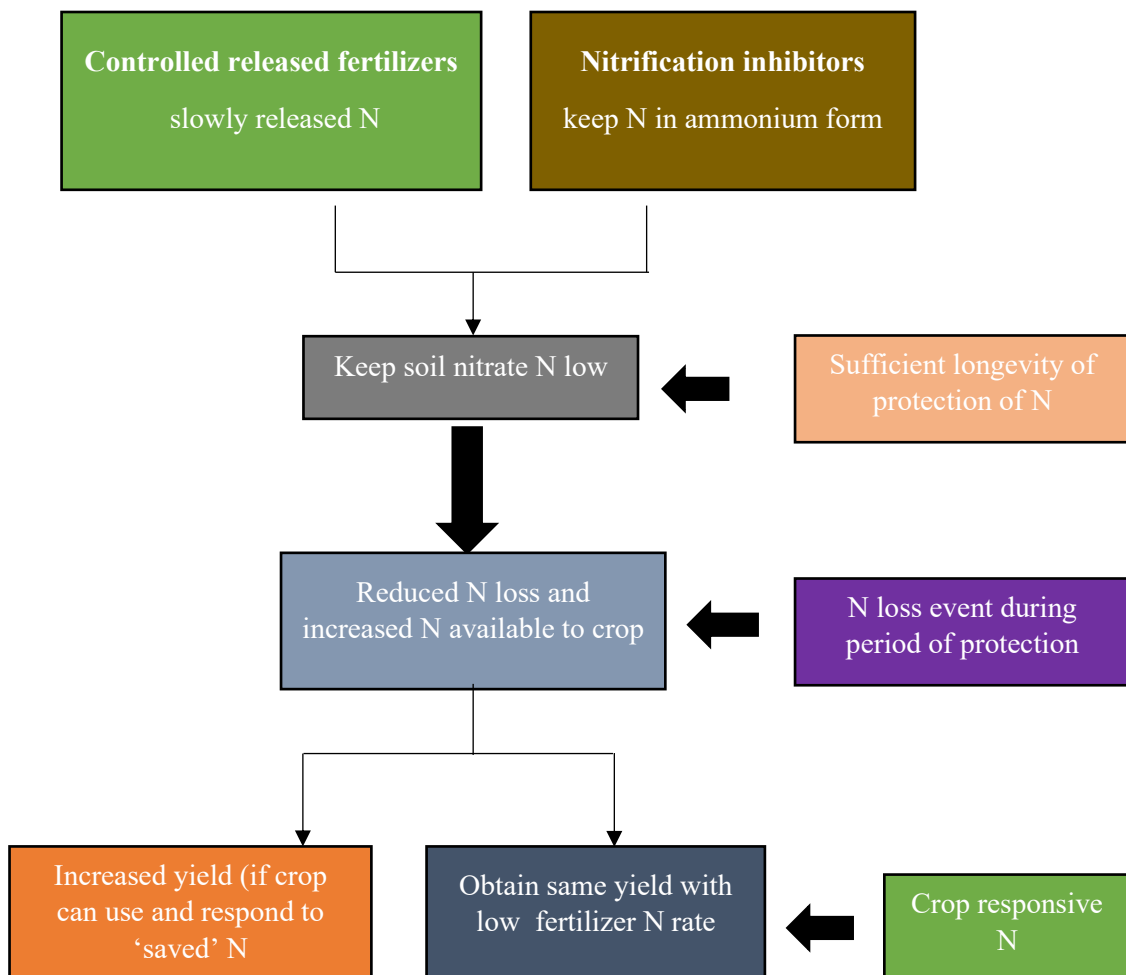 Controlled released fertilizers
slowly released N
Nitrification inhibitors
keep N in ammonium form
Keep soil nitrate N low
Sufficient longevity of
protection of N
Reduced N loss and
increased N available to crop
N loss event during
period of protection
Increased yield (if crop
can use and respond to
‘saved’ N
Obtain same yield with
low fertilizer N rate
Crop responsive
N